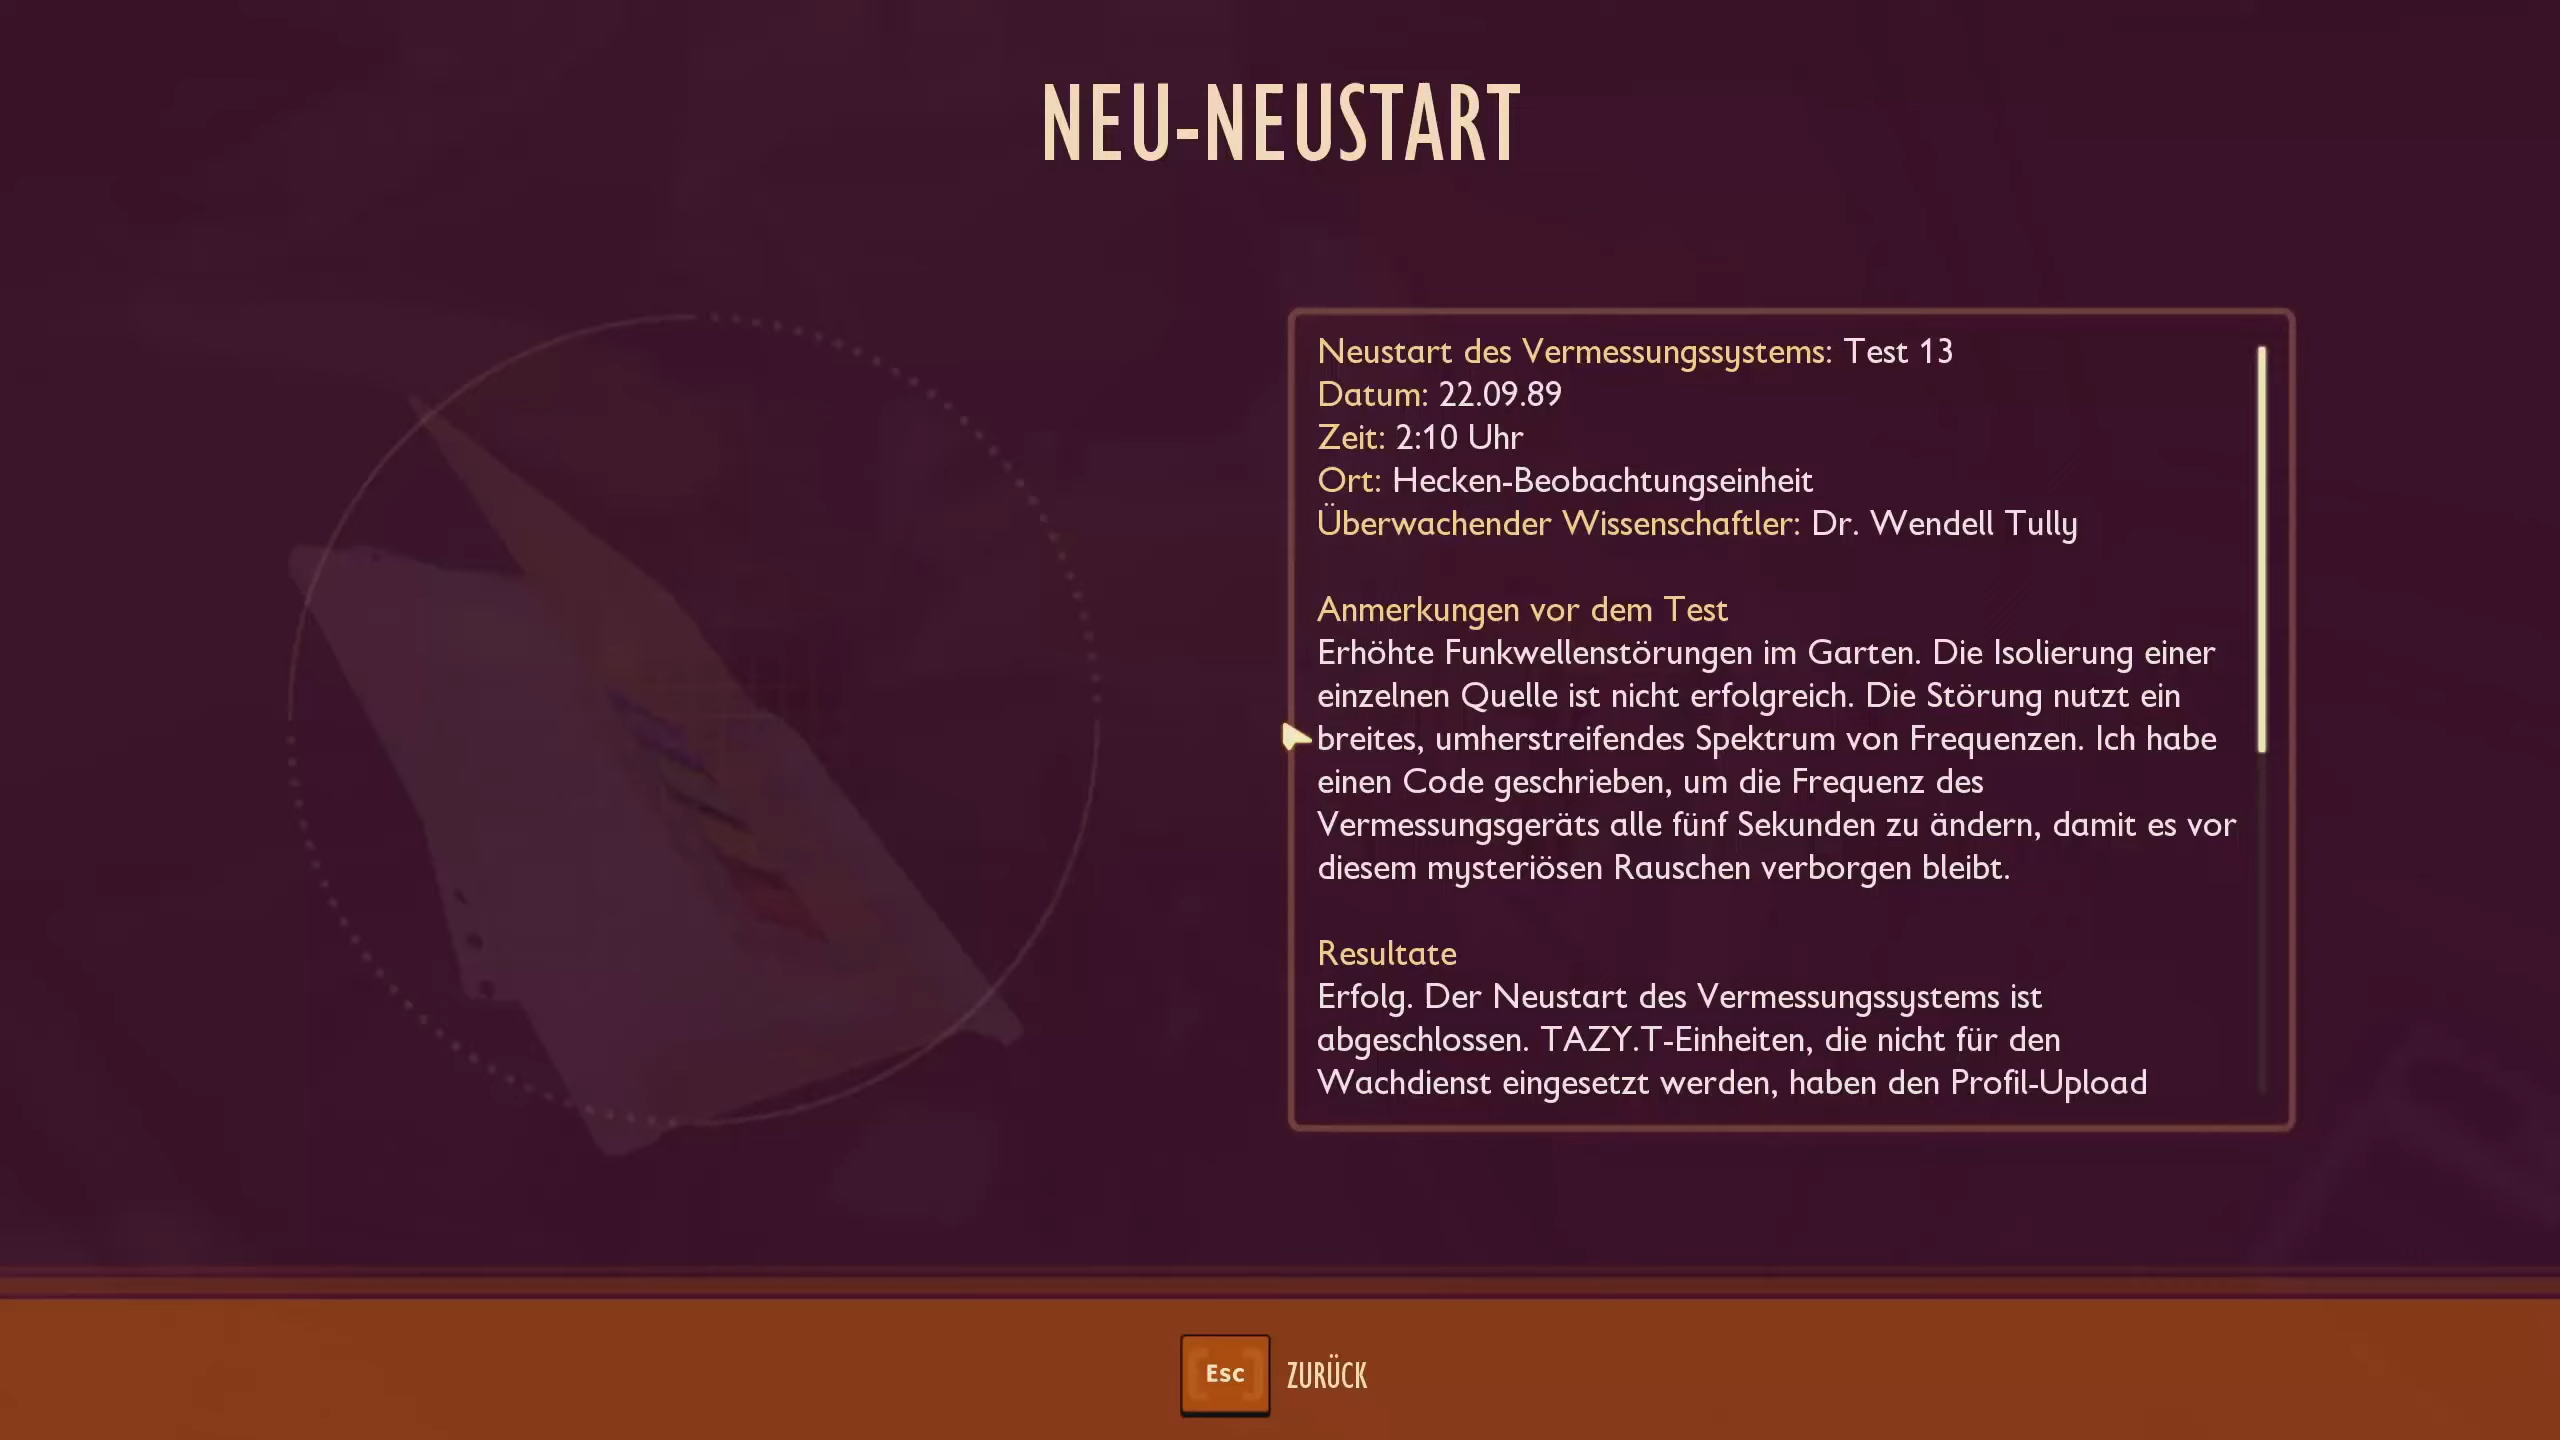 NEU-NEUSTART
Neustart des Vermessungssystems: Test 13
Datum: 22.09.89
Zeit: 2:10 Uhr
Ort: Hecken-Beobachtungseinheit
Überwachender Wissenschaftler: Dr. Wendell Tully
Anmerkungen vor dem Test
Erhöhte Funkwellenstörungen im Garten. Die Isolierung einer
einzelnen Quelle ist nicht erfolgreich. Die Störung nutzt ein
breites, umherstreifendes Spektrum von Frequenzen. Ich habe
einen Code geschrieben, um die Frequenz des
Vermessungsgeräts alle fünf Sekunden zu ändern, damit es vor
diesem mysteriösen Rauschen verborgen bleibt.
Resultate
Erfolg. Der Neustart des Vermessungssystems ist
abgeschlossen. TAZY.T-Einheiten, die nicht für den
Wachdienst eingesetzt werden, haben den Profil-Upload
Esc ZURÜCK